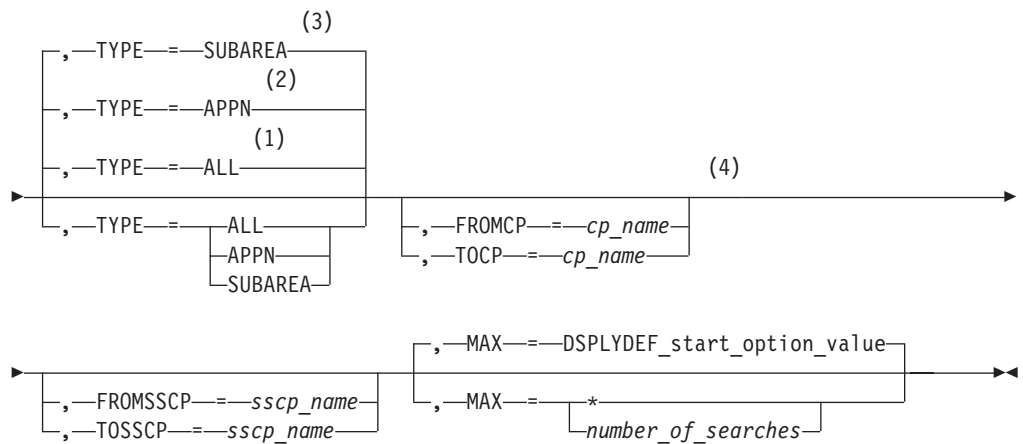 (3)
,—TYPE—=—SUBAREA
(2)
,—TYPE—=—APPN
(1)
,—TYPE—=—ALL
(4)
,—TYPE—=—ALL
APPN
SUBAREA
,—FROMCP—=—cp_name
,—TOCP—=—cp_name
,—MAX—=—DSPLYDEF_start_option_value
,—FROMSSCP—=—sscp_name
,—TOSSCP—=—sscp_name
,—MAX—=—*
number_of_searches